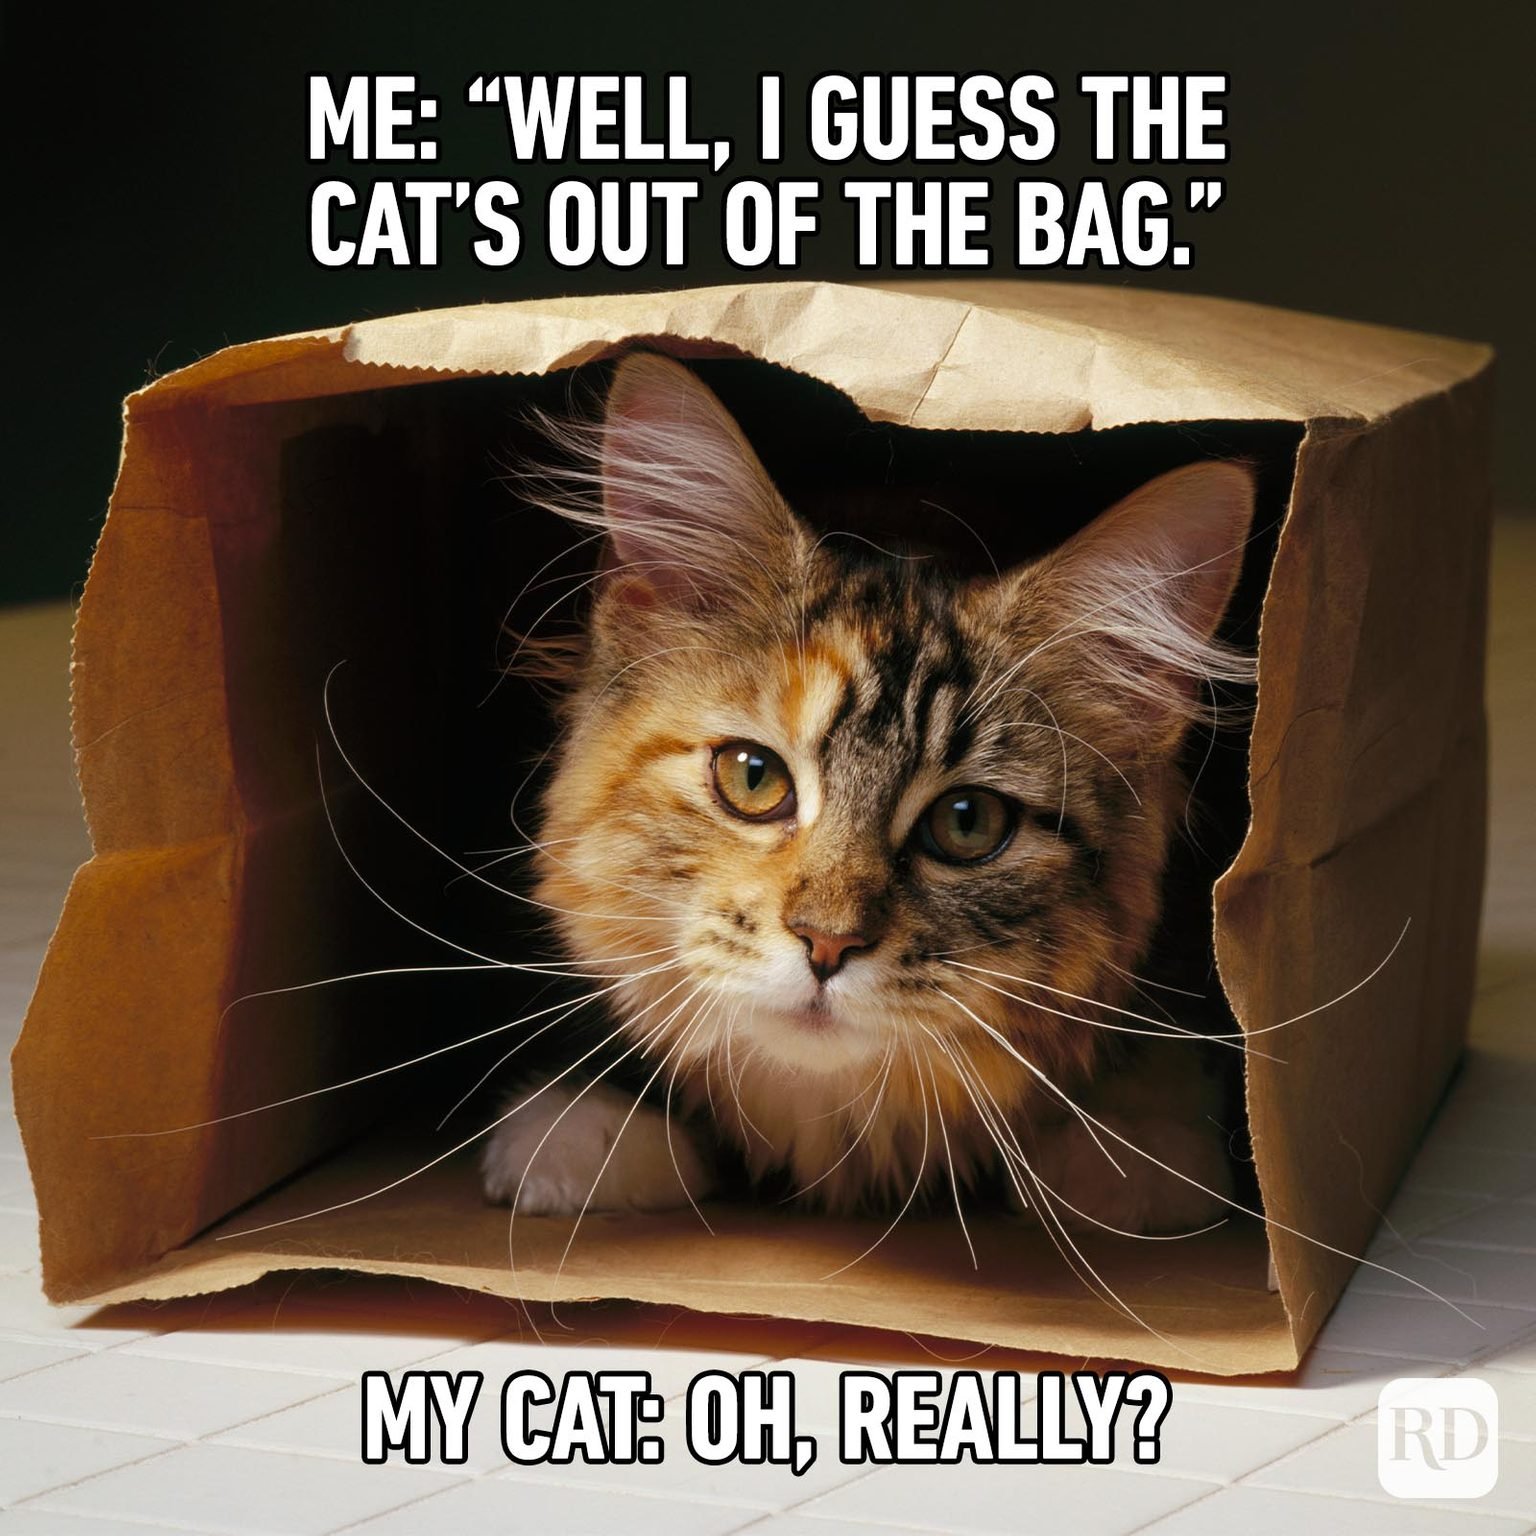 ME: “WELL, I GUESS THE
CAT’S OUT OF THE BAG.”
MY CAT: OH, REALLY?
RD